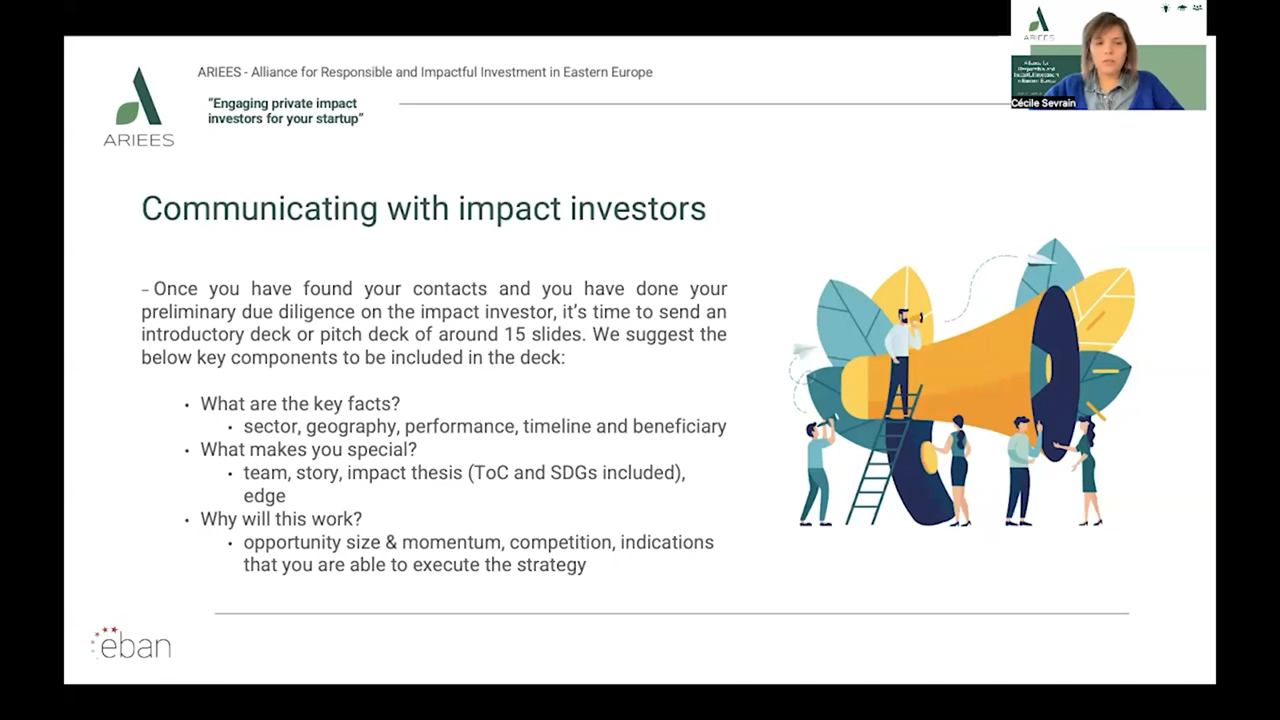 ARIEES - Alliance for Responsible and Impactful Investment in Eastern Europe
“Engaging private impact
investors for your startup”
ARIEES
ARIEES
Cécile Sevrain
Communicating with impact investors
– Once you have found your contacts and you have done your
preliminary due diligence on the impact investor, it’s time to send an
introductory deck or pitch deck of around 15 slides. We suggest the
below key components to be included in the deck:
• What are the key facts?
• sector, geography, performance, timeline and beneficiary
• What makes you special?
• team, story, impact thesis (ToC and SDGs included),
edge
• Why will this work?
• opportunity size & momentum, competition, indications
that you are able to execute the strategy
eban